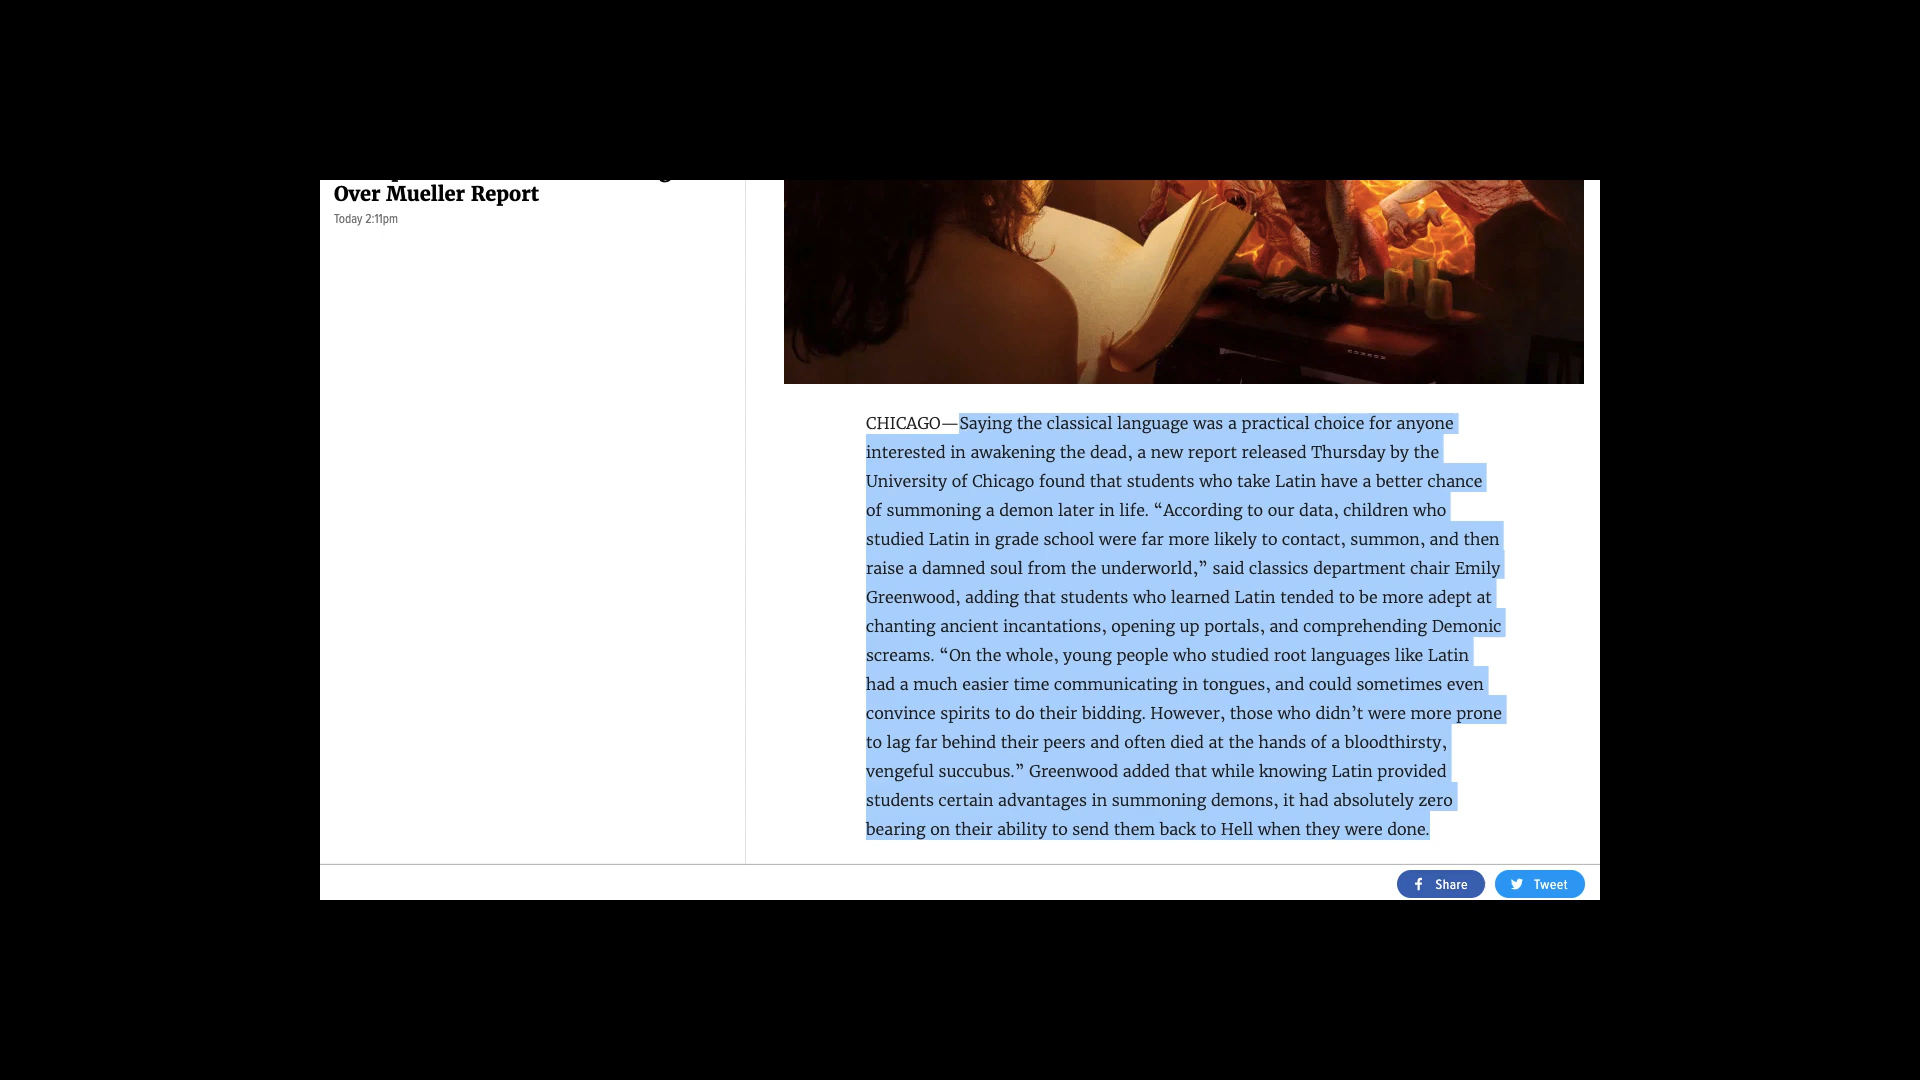 Over Mueller Report
Today 2:11pm
CHICAGO—Saying the classical language was a practical choice for anyone
interested in awakening the dead, a new report released Thursday by the
University of Chicago found that students who take Latin have a better chance
of summoning a demon later in life. “According to our data, children who
studied Latin in grade school were far more likely to contact, summon, and then
raise a damned soul from the underworld,” said classics department chair Emily
Greenwood, adding that students who learned Latin tended to be more adept at
chanting ancient incantations, opening up portals, and comprehending Demonic
screams. “On the whole, young people who studied root languages like Latin
had a much easier time communicating in tongues, and could sometimes even
convince spirits to do their bidding. However, those who didn’t were more prone
to lag far behind their peers and often died at the hands of a bloodthirsty,
vengeful succubus.” Greenwood added that while knowing Latin provided
students certain advantages in summoning demons, it had absolutely zero
bearing on their ability to send them back to Hell when they were done.
Share
Tweet